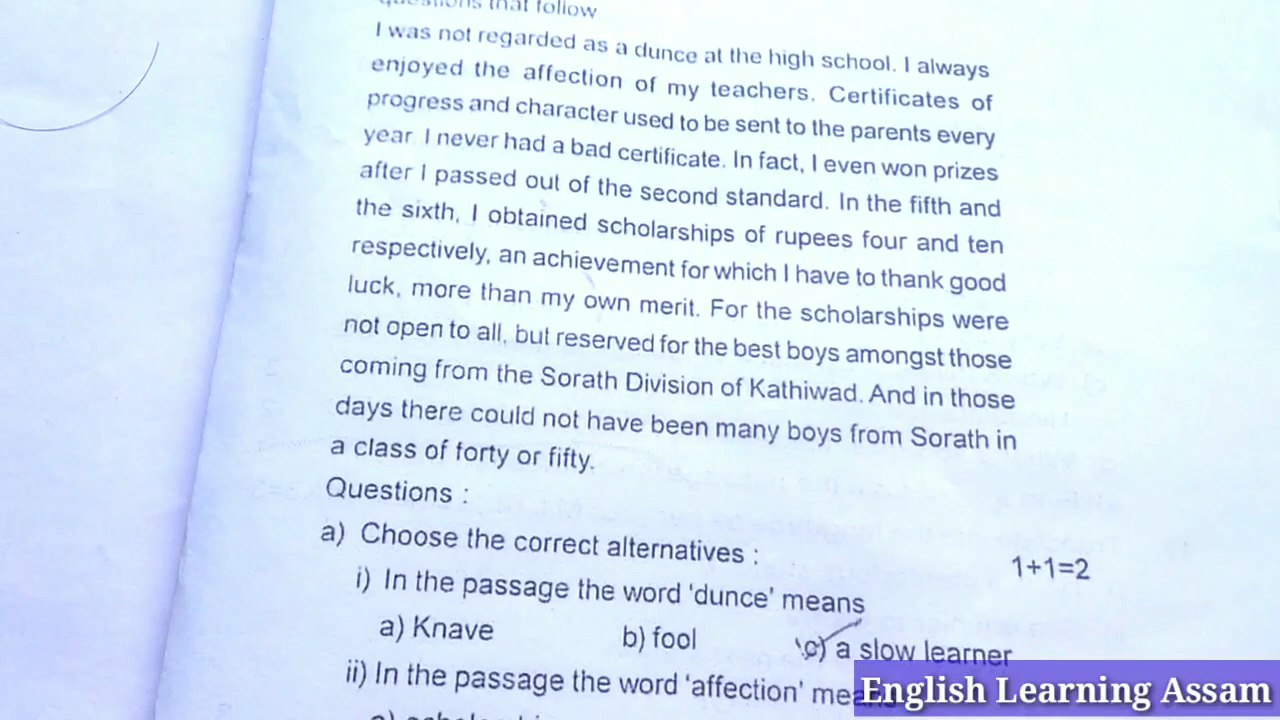 questions that follow
I was not regarded as a dunce at the high school. I always
enjoyed the affection of my teachers. Certificates of
progress and character used to be sent to the parents every
year. I never had a bad certificate. In fact, I even won prizes
after I passed out of the second standard. In the fifth and
the sixth, I obtained scholarships of rupees four and ten
respectively, an achievement for which I have to thank good
luck, more than my own merit. For the scholarships were
not open to all, but reserved for the best boys amongst those
coming from the Sorath Division of Kathiwad. And in those
days there could not have been many boys from Sorath in
a class of forty or fifty.
Questions :
a) Choose the correct alternatives :
1+1=2
i) In the passage the word 'dunce' means
a) Knave b) fool c) a slow learner
ii) In the passage the word 'affection'
English Learning Assam